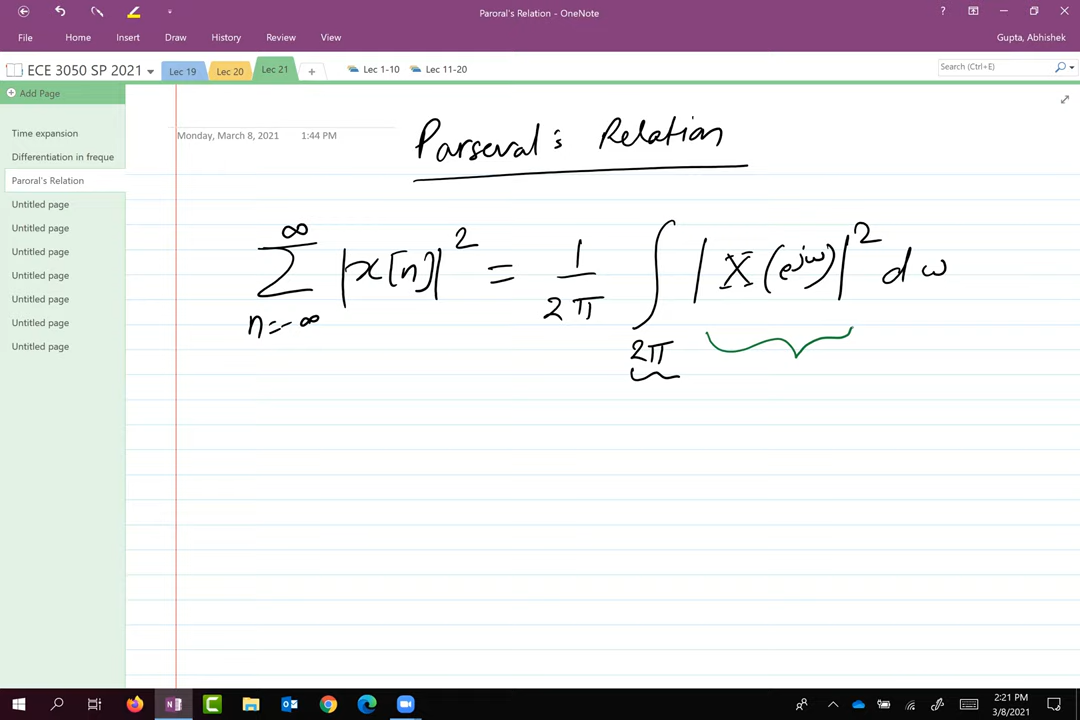 Paroral's Relation - OneNote
?
File Home Insert Draw History Review View
Gupta, Abhishek
ECE 3050 SP 2021 Lec 19 Lec 20 Lec 21 + Lec 1-10 Lec 11-20
Search (Ctrl+E)
Add Page
Time expansion
Differentiation in freque
Paroral's Relation
Untitled page
Untitled page
Untitled page
Untitled page
Untitled page
Untitled page
Untitled page
Monday, March 8, 2021 1:44 PM
Parseval's Relation
∑_{n=-∞}^{∞} |x[n]|² = 1/2π ∫_{2π} |X(e^{jω})|² dω
2:21 PM
3/8/2021